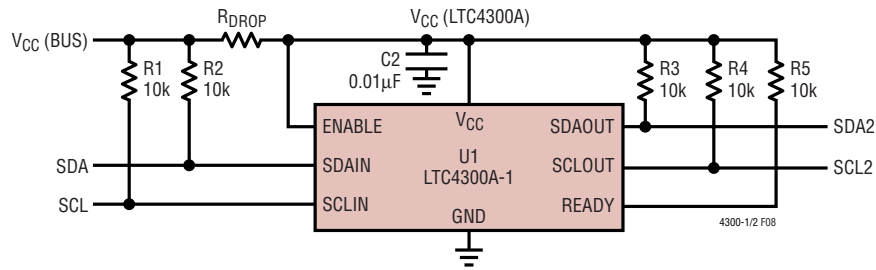 RDROP
VCC (LTC4300A)
VCC (BUS)
R1
10k
R2
10k
C2
0.01µF
R3
10k
R4
10k
R5
10k
ENABLE
VCC
SDAOUT
SDA2
SDA
SDAIN
U1
LTC4300A-1
SCLOUT
SCL2
SCL
SCLIN
GND
READY
4300-1/2 F08